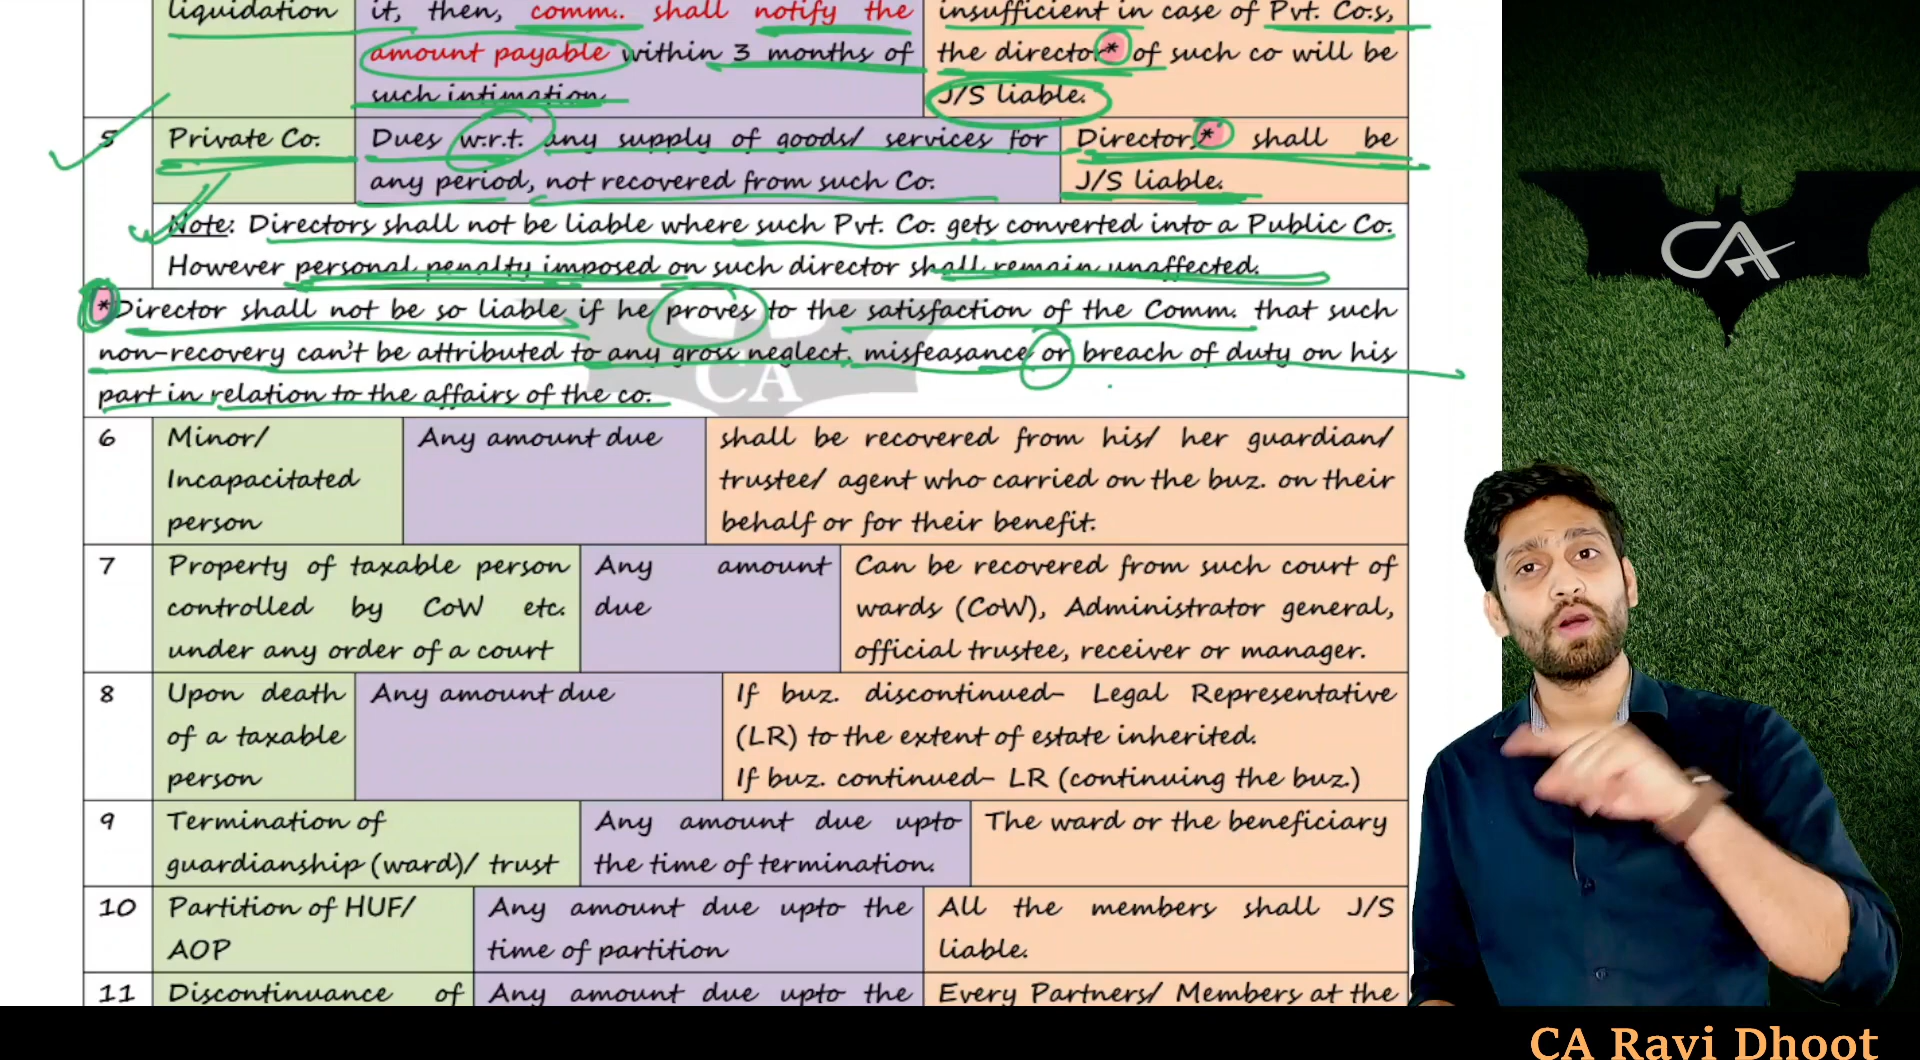 liquidation it, then, comm.. shall notify the insufficient in case of Pvt. Co.s,
amount payable within 3 months of the director* of such co will be
such intimation. J/S liable.
5 Private Co. Dues w.r.t. any supply of goods/ services for Director* shall be
any period, not recovered from such Co. J/S liable.
Note: Directors shall not be liable where such Pvt. Co. gets converted into a Public Co.
However personal penalty imposed on such director shall remain unaffected.
*Director shall not be so liable if he proves to the satisfaction of the Comm. that such
non-recovery can't be attributed to any gross neglect, misfeasance or breach of duty on his
part in relation to the affairs of the co.
CA
6 Minor/ Any amount due shall be recovered from his/ her guardian/
Incapacitated trustee/ agent who carried on the buz. on their
person behalf or for their benefit.
7 Property of taxable person Any amount Can be recovered from such court of
controlled by CoW etc. due wards (CoW), Administrator general,
under any order of a court official trustee, receiver or manager.
8 Upon death Any amount due If buz. discontinued- Legal Representative
of a taxable (LR) to the extent of estate inherited.
person If buz. continued- LR (continuing the buz.)
9 Termination of Any amount due upto The ward or the beneficiary
guardianship (ward)/ trust the time of termination.
10 Partition of HUF/ Any amount due upto the All the members shall J/S
AOP time of partition liable.
11 Discontinuance of Any amount due upto the Every Partners/ Members at the
CA
CA Ravi Dhoot